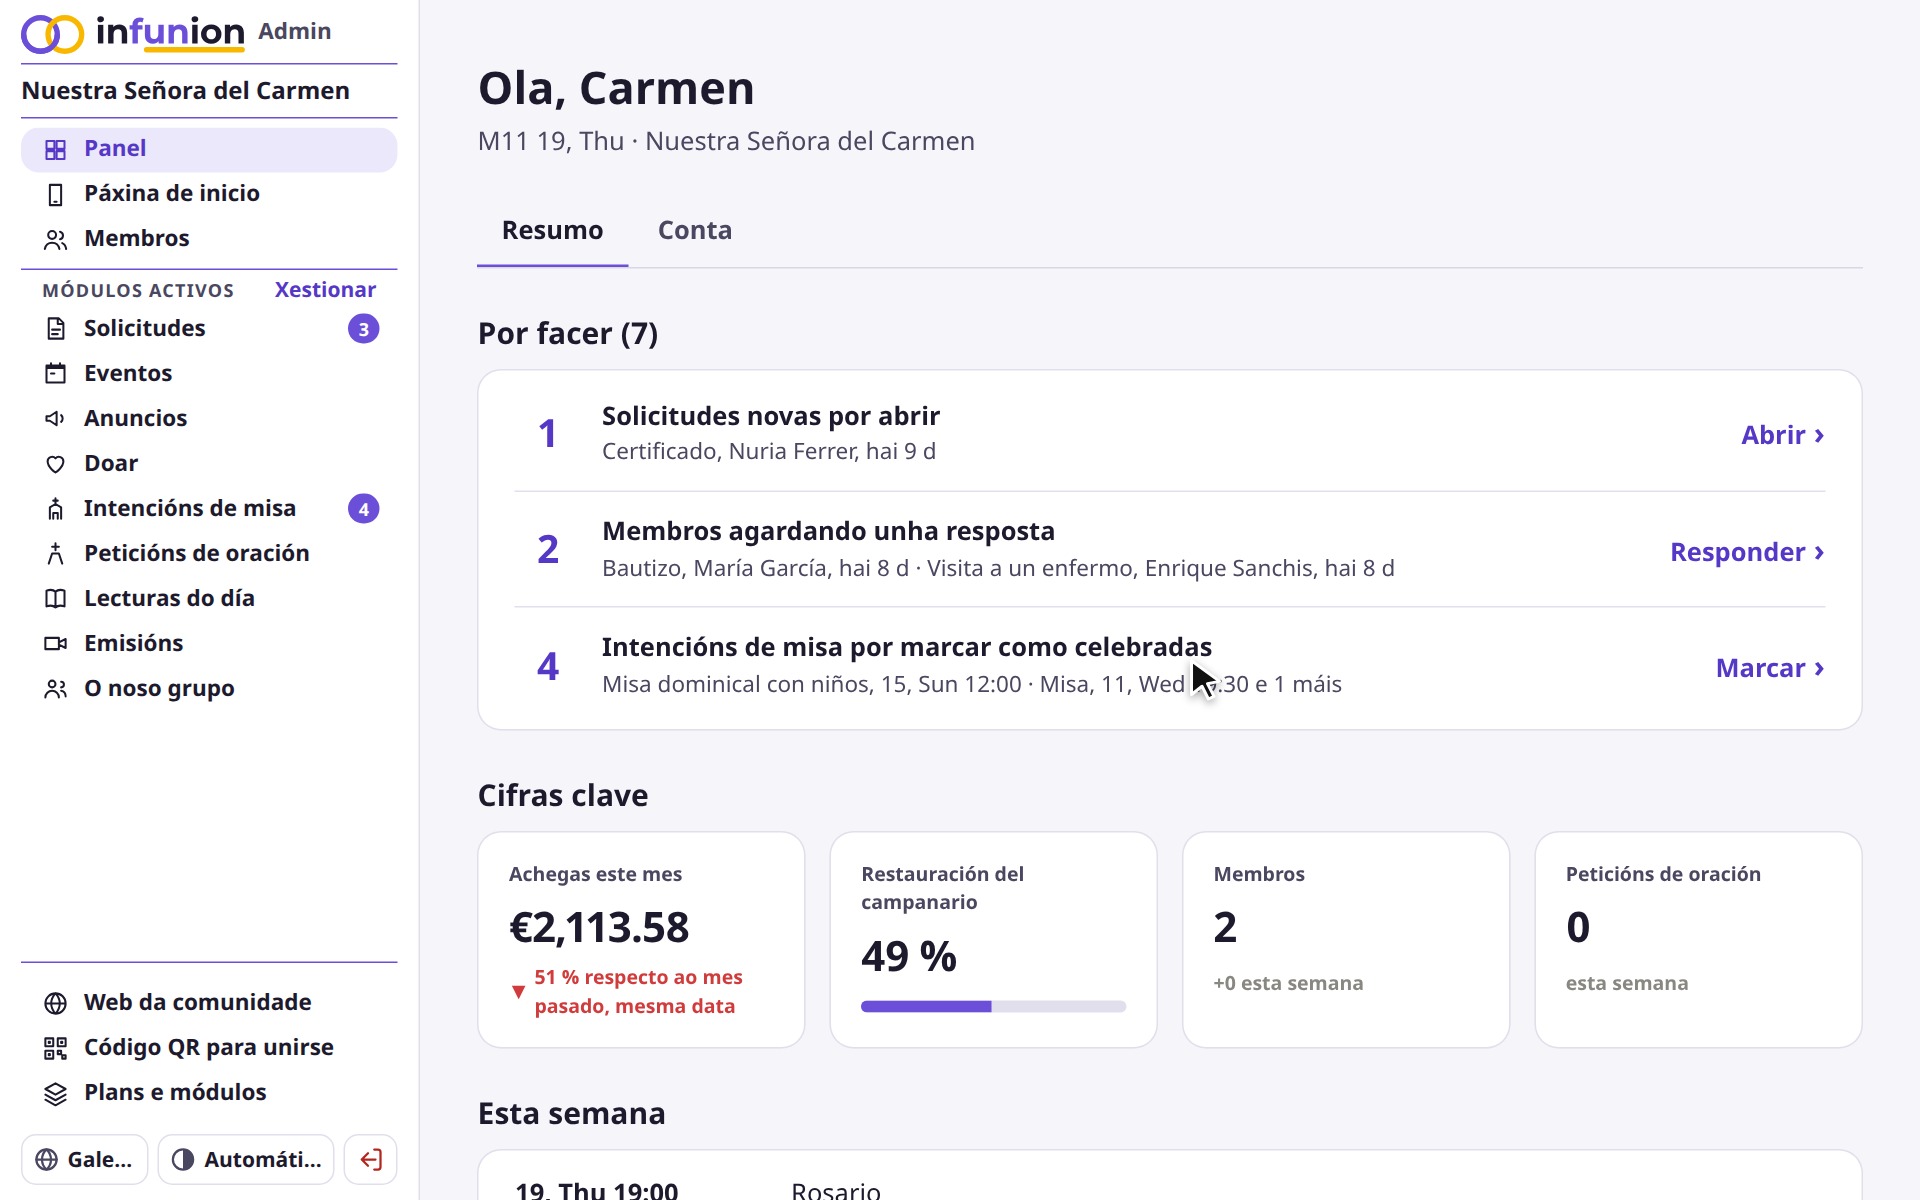 infunion Admin
Nuestra Señora del Carmen
Panel
Páxina de inicio
Membros
MÓDULOS ACTIVOS Xestionar
Solicitudes 3
Eventos
Anuncios
Doar
Intencións de misa 4
Peticións de oración
Lecturas do día
Emisións
O noso grupo
Web da comunidade
Código QR para unirse
Plans e módulos
Gale... Automáti...
Ola, Carmen
M11 19, Thu · Nuestra Señora del Carmen
Resumo Conta
Por facer (7)
1 Solicitudes novas por abrir
Certificado, Nuria Ferrer, hai 9 d
Abrir ›
2 Membros agardando unha resposta
Bautizo, María García, hai 8 d · Visita a un enfermo, Enrique Sanchis, hai 8 d
Responder ›
4 Intencións de misa por marcar como celebradas
Misa dominical con niños, 15, Sun 12:00 · Misa, 11, Wed :30 e 1 máis
Marcar ›
Cifras clave
Achegas este mes
€2,113.58
▼ 51 % respecto ao mes
pasado, mesma data
Restauración del
campanario
49 %
Membros
2
+0 esta semana
Peticións de oración
0
esta semana
Esta semana
19, Thu 19:00 Rosario